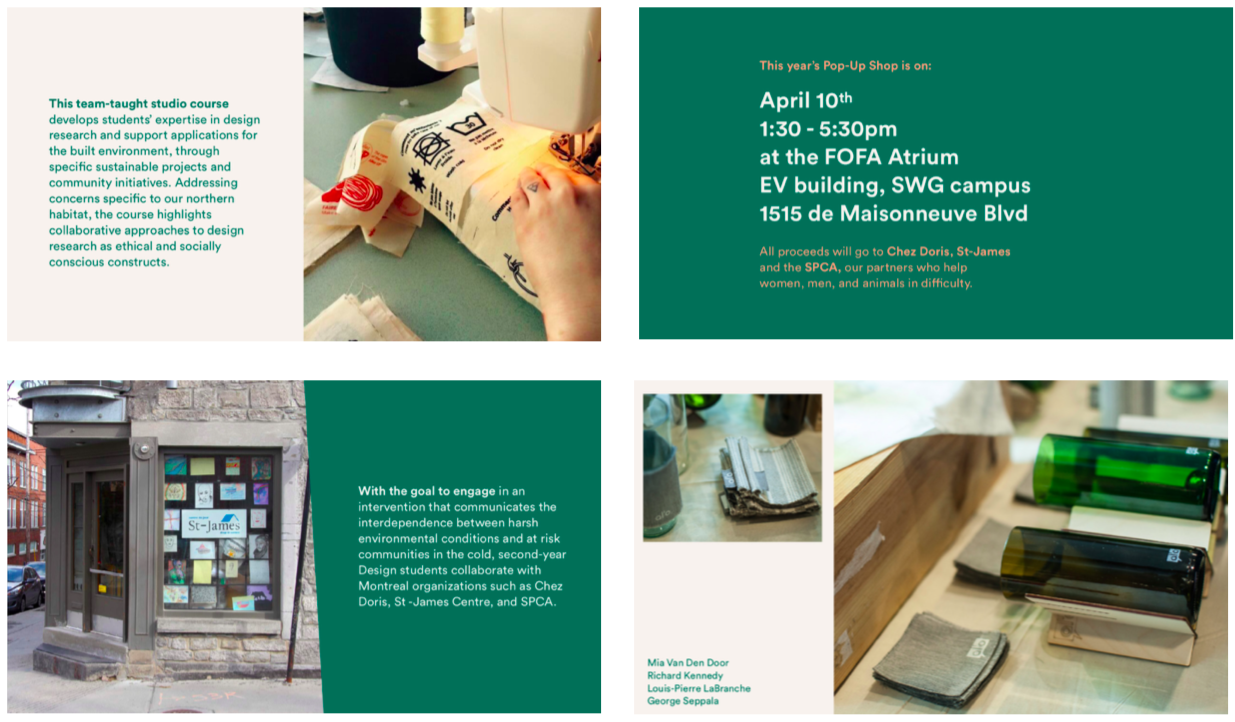 This team-taught studio course
develops students' expertise in design
research and support applications for
the built environment, through
specific sustainable projects and
community initiatives. Addressing
concerns specific to our northern
habitat, the course highlights
collaborative approaches to design
research as ethical and socially
conscious constructs.
30
This year's Pop-Up Shop is on:
April 10th
1:30 - 5:30pm
at the FOFA Atrium
EV building, SWG campus
1515 de Maisonneuve Blvd
All proceeds will go to Chez Doris, St-James
and the SPCA, our partners who help
women, men, and animals in difficulty.
St-James
With the goal to engage in an
intervention that communicates the
interdependence between harsh
environmental conditions and at risk
communities in the cold, second-year
Design students collaborate with
Montreal organizations such as Chez
Doris, St -James Centre, and SPCA.
Mia Van Den Door
Richard Kennedy
Louis-Pierre LaBranche
George Seppala